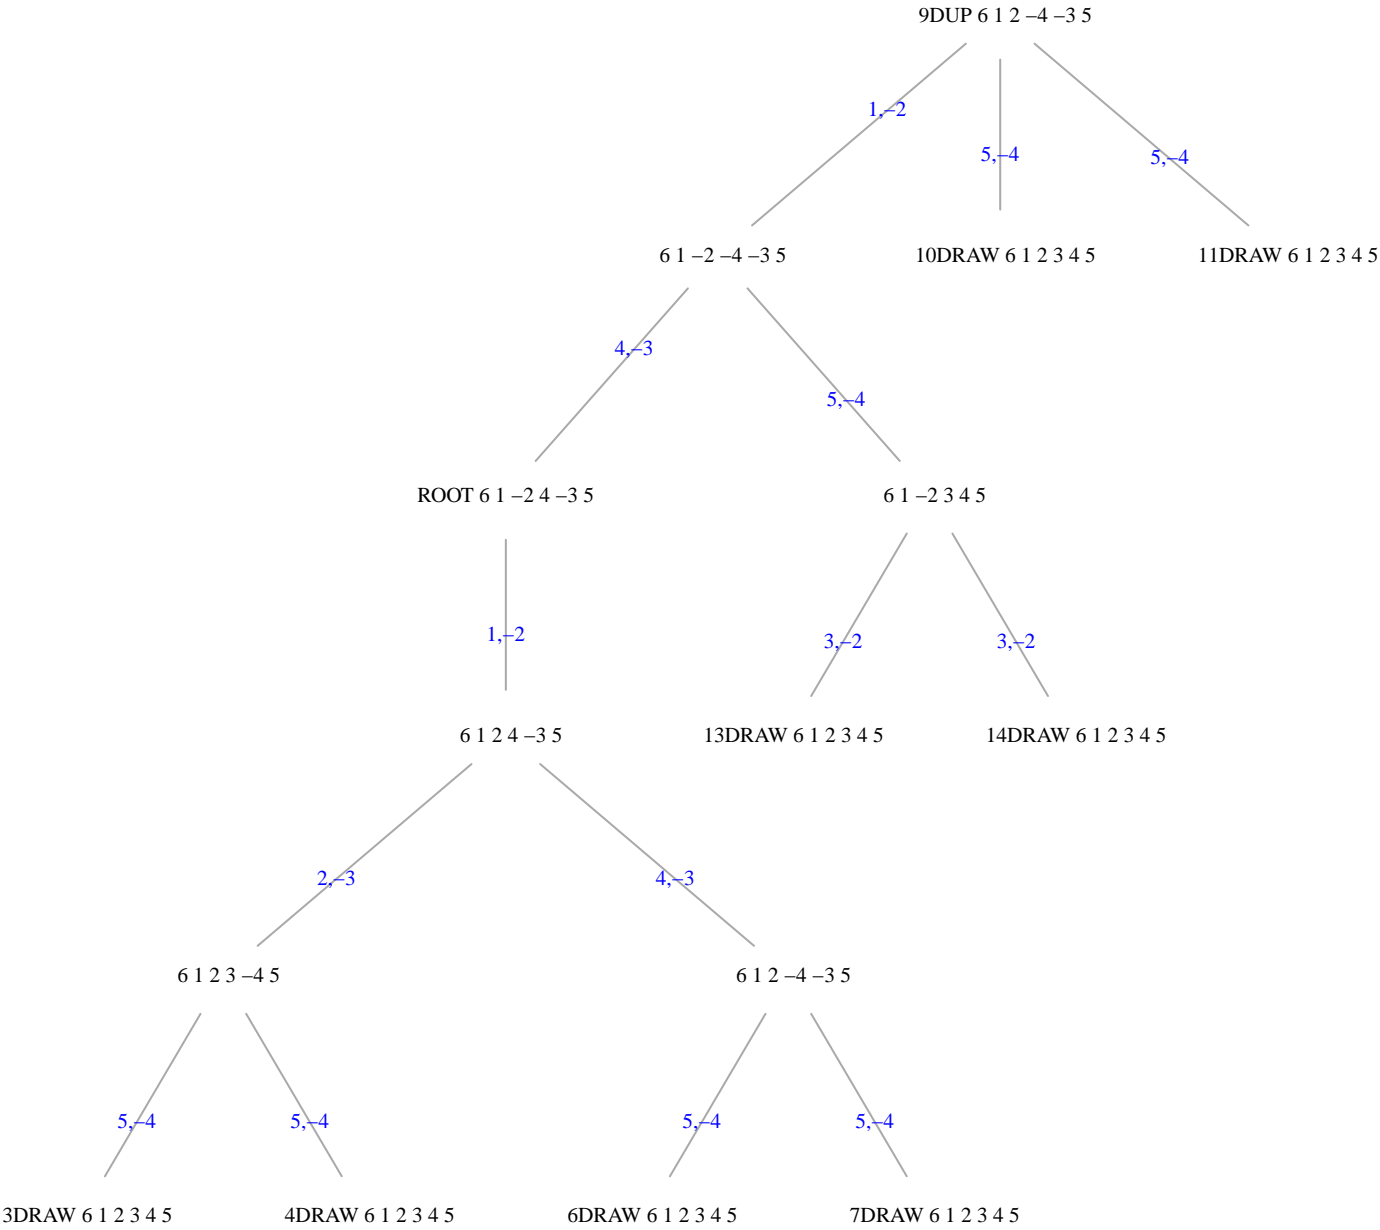 9DUP 6 1 2 –4 –3 5
1,–2
5,–4
5,–4
6 1 –2 –4 –3 5
10DRAW 6 1 2 3 4 5
11DRAW 6 1 2 3 4 5
4,–3
5,–4
ROOT 6 1 –2 4 –3 5
6 1 –2 3 4 5
1,–2
3,–2
3,–2
6 1 2 4 –3 5
13DRAW 6 1 2 3 4 5
14DRAW 6 1 2 3 4 5
2,–3
4,–3
6 1 2 3 –4 5
6 1 2 –4 –3 5
5,–4
5,–4
5,–4
5,–4
3DRAW 6 1 2 3 4 5
4DRAW 6 1 2 3 4 5
6DRAW 6 1 2 3 4 5
7DRAW 6 1 2 3 4 5